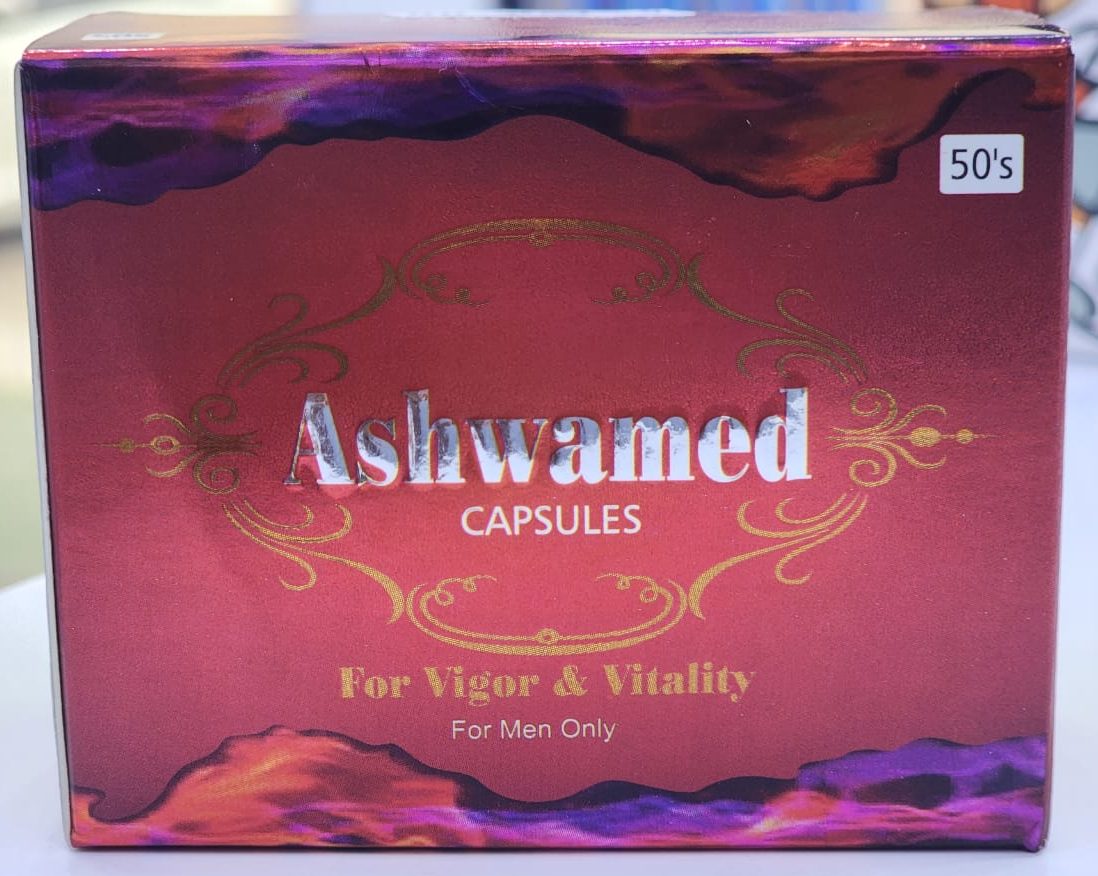 50's
Ashwamed
CAPSULES
For Vigor & Vitality
For Men Only